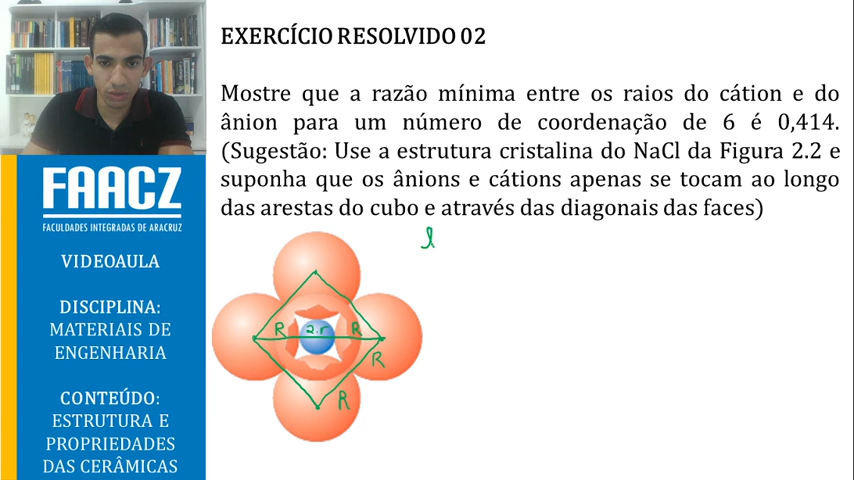 EXERCÍCIO RESOLVIDO 02
Mostre que a razão mínima entre os raios do cátion e do
ânion para um número de coordenação de 6 é 0,414.
(Sugestão: Use a estrutura cristalina do NaCl da Figura 2.2 e
suponha que os ânions e cátions apenas se tocam ao longo
das arestas do cubo e através das diagonais das faces)
l
R 2.r R
R
R
FAACZ
FACULDADES INTEGRADAS DE ARACRUZ
VIDEOAULA
DISCIPLINA:
MATERIAIS DE
ENGENHARIA
CONTEÚDO:
ESTRUTURA E
PROPRIEDADES
DAS CERÂMICAS